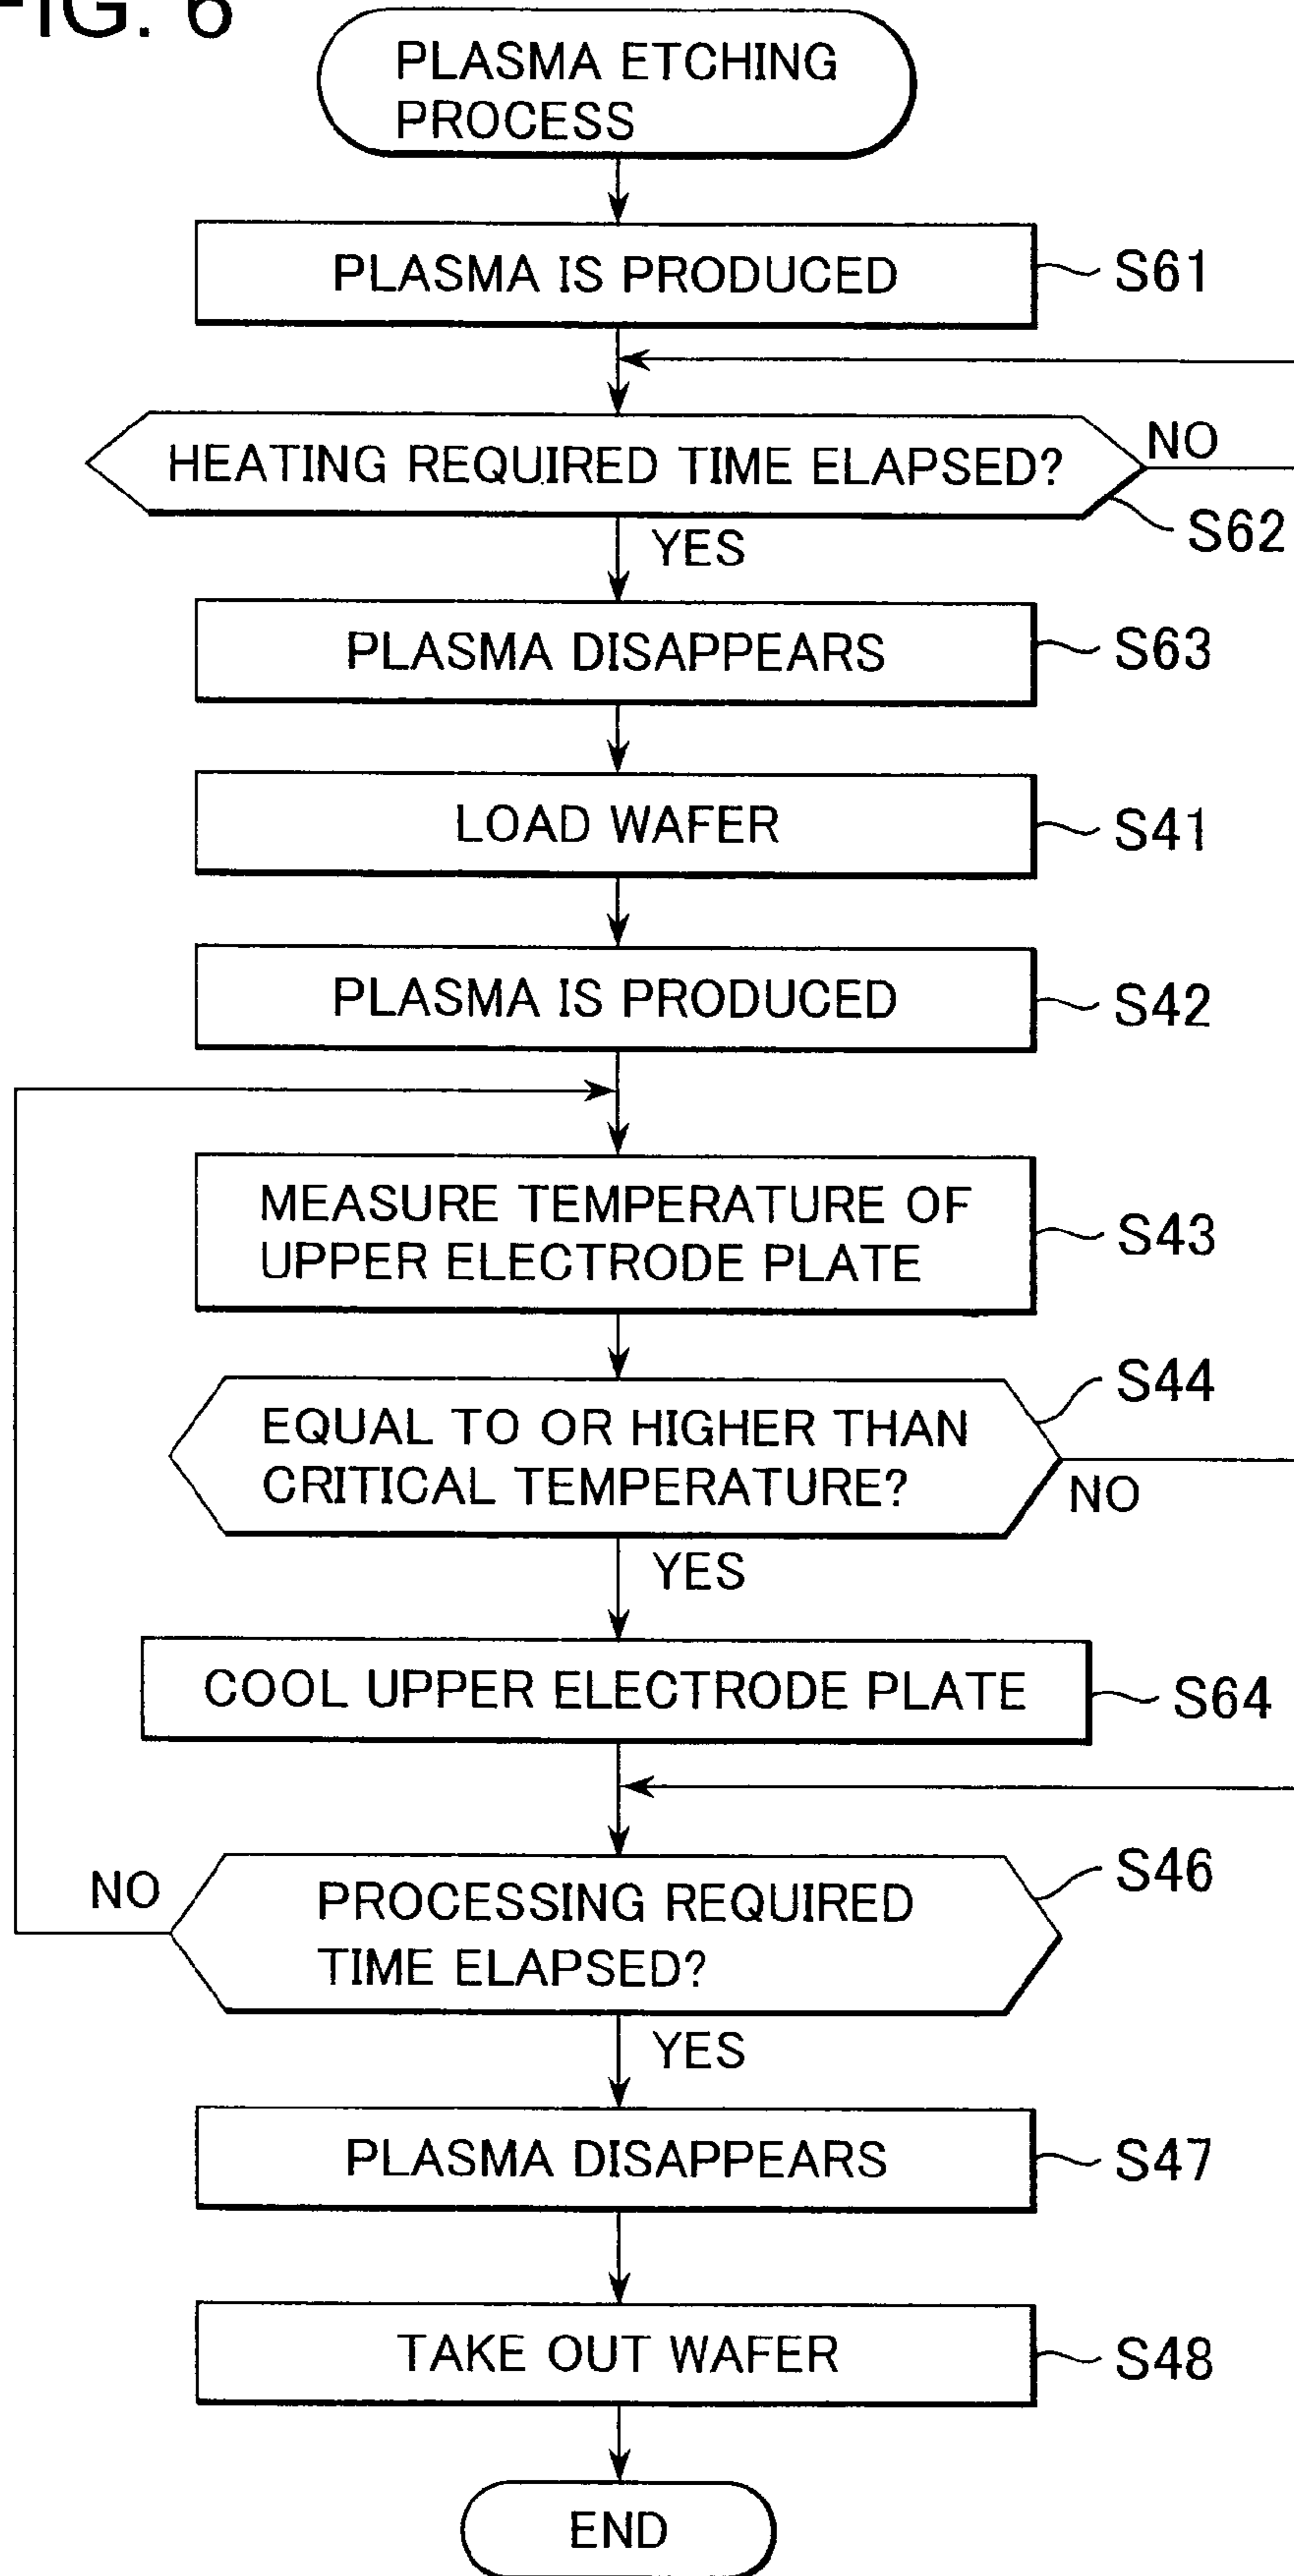 FIG. 6
PLASMA ETCHING
PROCESS
PLASMA IS PRODUCED
S61
HEATING REQUIRED TIME ELAPSED?
NO
S62
YES
PLASMA DISAPPEARS
S63
LOAD WAFER
S41
PLASMA IS PRODUCED
S42
MEASURE TEMPERATURE OF
UPPER ELECTRODE PLATE
S43
S44
EQUAL TO OR HIGHER THAN
CRITICAL TEMPERATURE?
NO
YES
COOL UPPER ELECTRODE PLATE
S64
S46
NO
PROCESSING REQUIRED
TIME ELAPSED?
YES
PLASMA DISAPPEARS
S47
TAKE OUT WAFER
S48
END